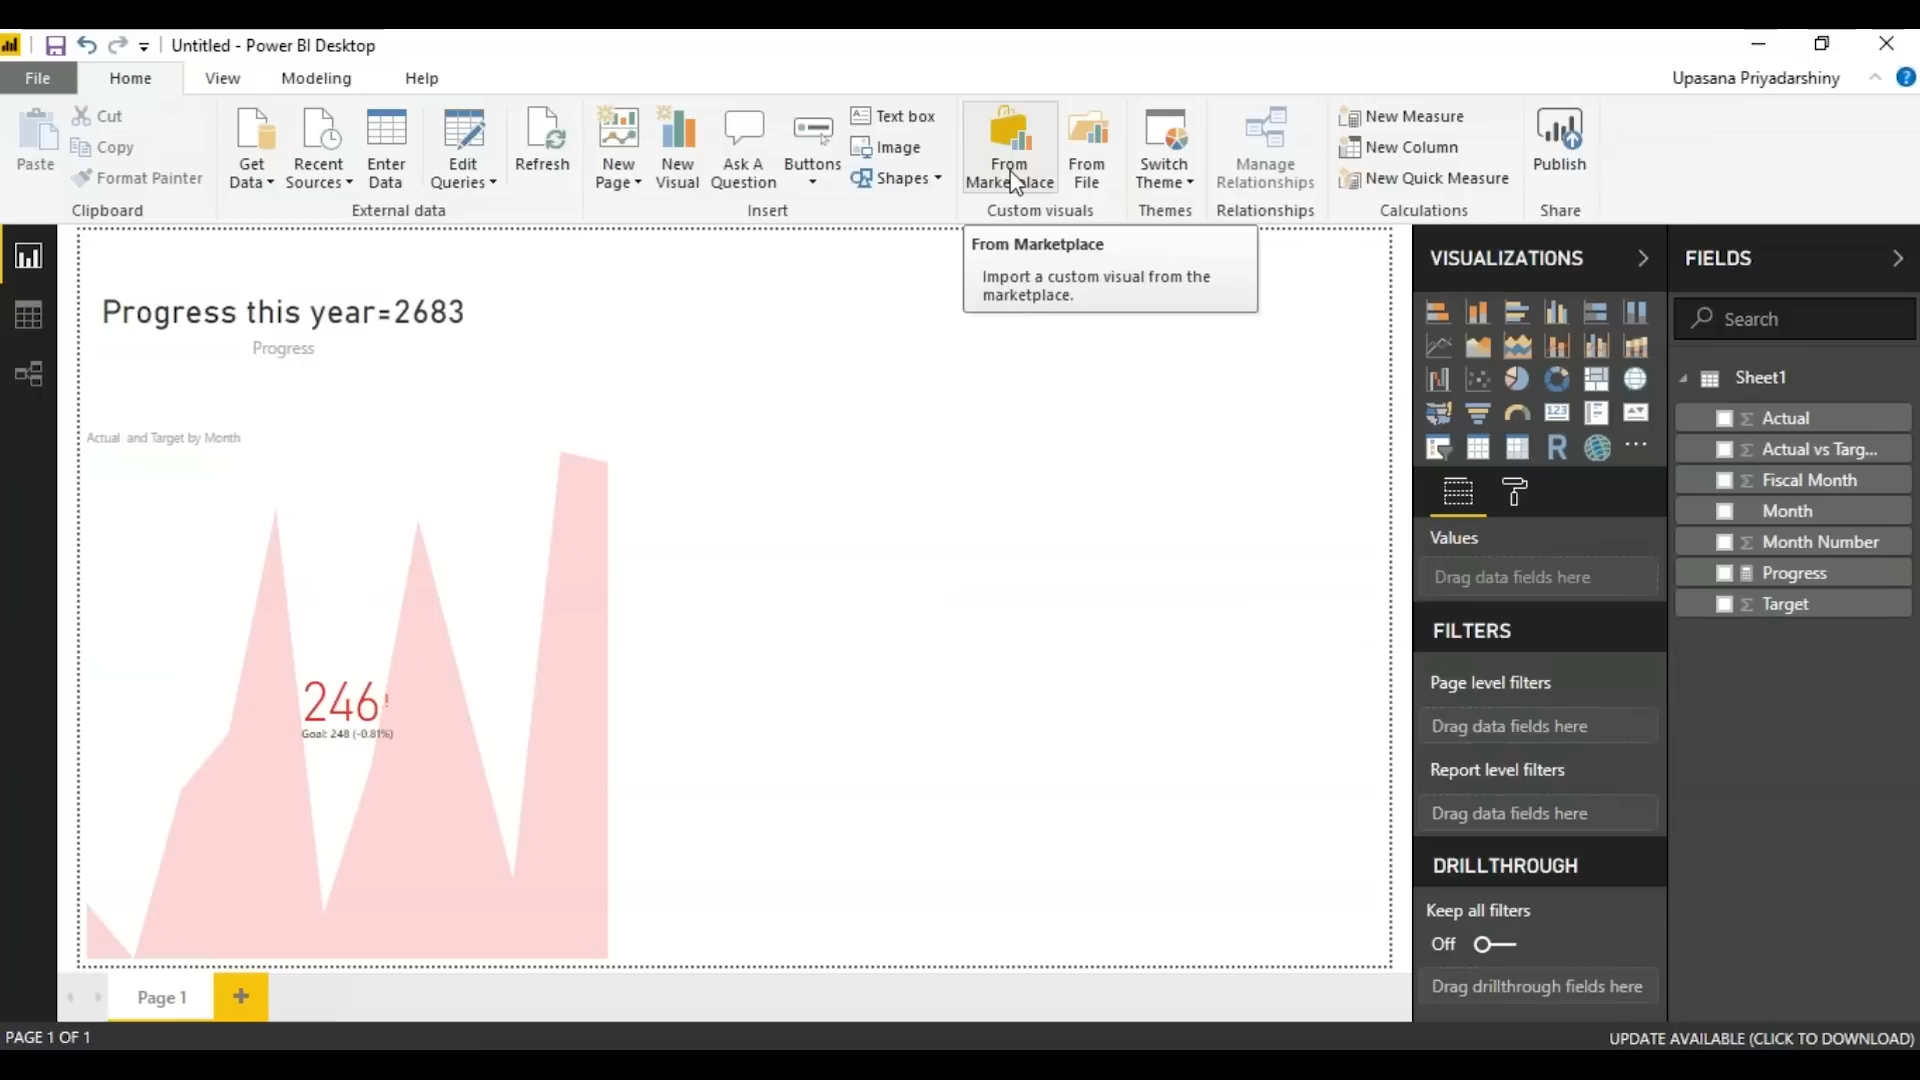 Untitled - Power BI Desktop
File Home View Modeling Help Upasana Priyadarshiny ?
Paste
Cut
Copy
Format Painter
Clipboard
Get Data
Recent Sources
Enter Data
Edit Queries
Refresh
External data
New Page
New Visual
Ask A Question
Buttons
Text box
Image
Shapes
Insert
From Marketplace
From File
Custom visuals
Switch Theme
Themes
Manage Relationships
Relationships
New Measure
New Column
New Quick Measure
Calculations
Publish
Share
From Marketplace
Import a custom visual from the
marketplace.
Progress this year=2683
Progress
Actual and Target by Month
246!
Goal: 248 (-0.81%)
VISUALIZATIONS
123
R
Values
Drag data fields here
FILTERS
Page level filters
Drag data fields here
Report level filters
Drag data fields here
DRILLTHROUGH
Keep all filters
Off
Drag drillthrough fields here
FIELDS
Search
Sheet1
Actual
Actual vs Targ...
Fiscal Month
Month
Month Number
Progress
Target
Page 1
PAGE 1 OF 1
UPDATE AVAILABLE (CLICK TO DOWNLOAD)